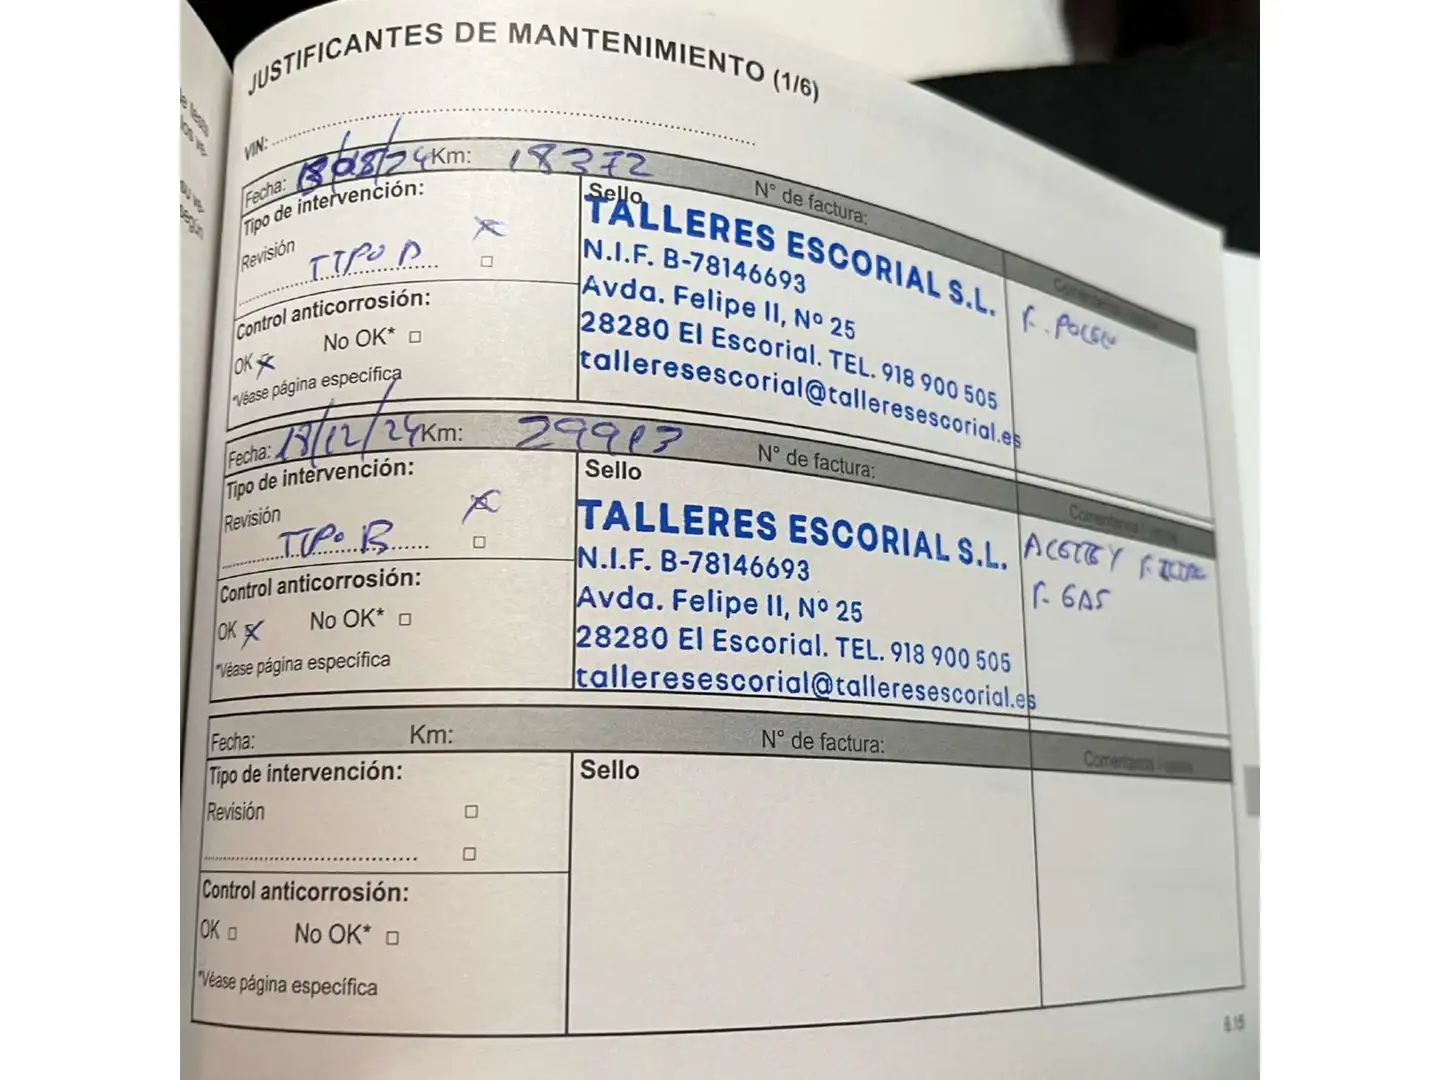 JUSTIFICANTES DE MANTENIMIENTO (1/6)
VIN:
Fecha: 18/08/24 Km: 18372 N° de factura:
Tipo de intervención:
Revisión
TIPO A
Control anticorrosión:
OK No OK*
*Véase página específica
Sello
TALLERES ESCORIAL S.L.
N.I.F. B-78146693
Avda. Felipe II, Nº 25
28280 El Escorial. TEL. 918 900 505
talleresescorial@talleresescorial.es
F. POLEN
Fecha: 18/12/24 Km: 29913 N° de factura:
Tipo de intervención:
Revisión
TIPO B
Control anticorrosión:
OK No OK*
*Véase página específica
Sello
TALLERES ESCORIAL S.L.
N.I.F. B-78146693
Avda. Felipe II, Nº 25
28280 El Escorial. TEL. 918 900 505
talleresescorial@talleresescorial.es
ACEITE Y
F. GAS
Fecha: Km: N° de factura:
Tipo de intervención:
Revisión
Control anticorrosión:
OK No OK*
*Véase página específica
Sello
6.15